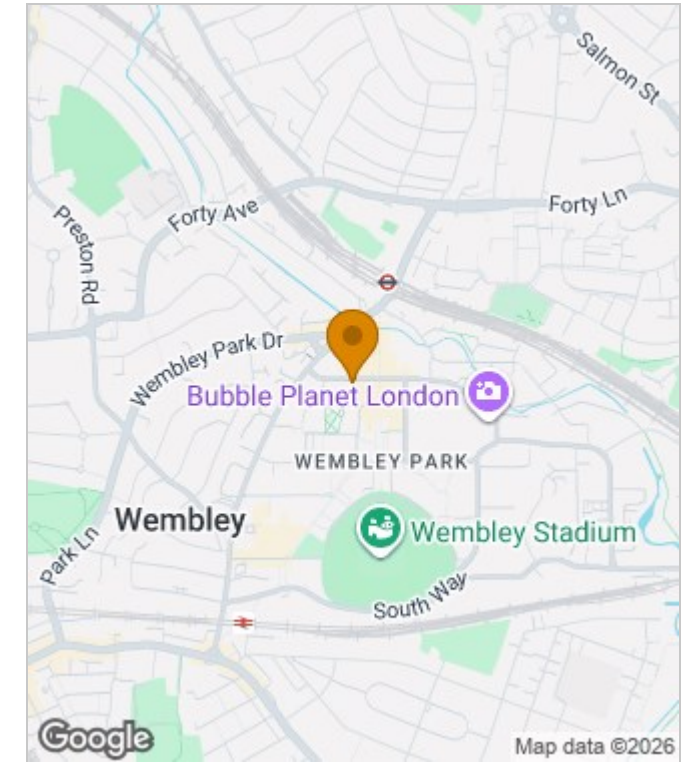 Salmon St
Forty Ln
Forty Ave
Preston Rd
Wembley Park Dr
Bubble Planet London
WEMBLEY PARK
Wembley
Wembley Stadium
Park Ln
South Way
Google
Map data ©2026